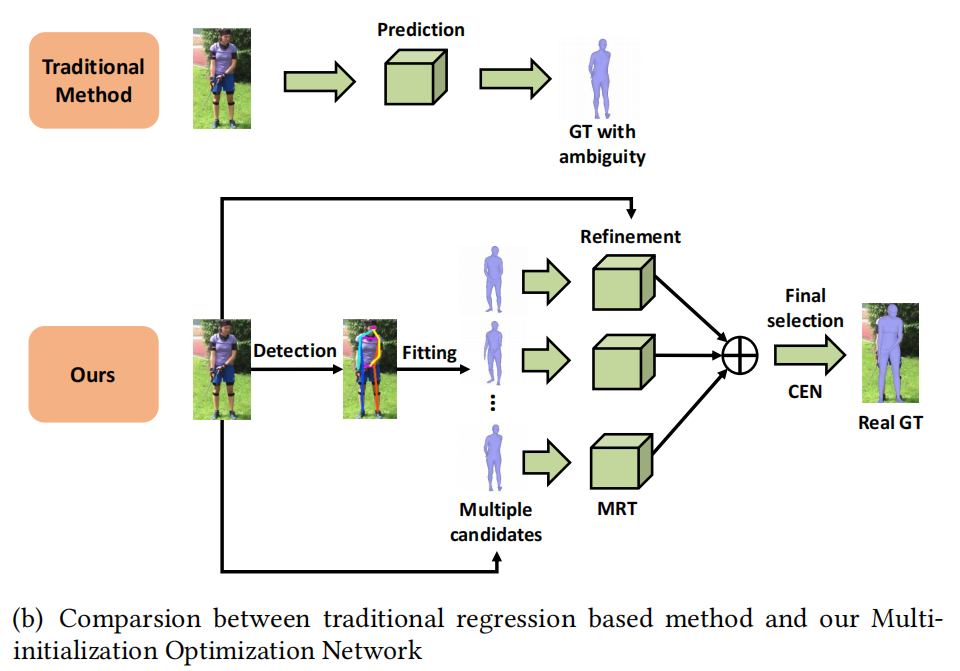 Traditional
Method
Prediction
GT with
ambiguity
Refinement
Ours
Detection
Fitting
...
Multiple
candidates
MRT
Final
selection
CEN
Real GT
(b) Comparsion between traditional regression based method and our Multi-
initialization Optimization Network